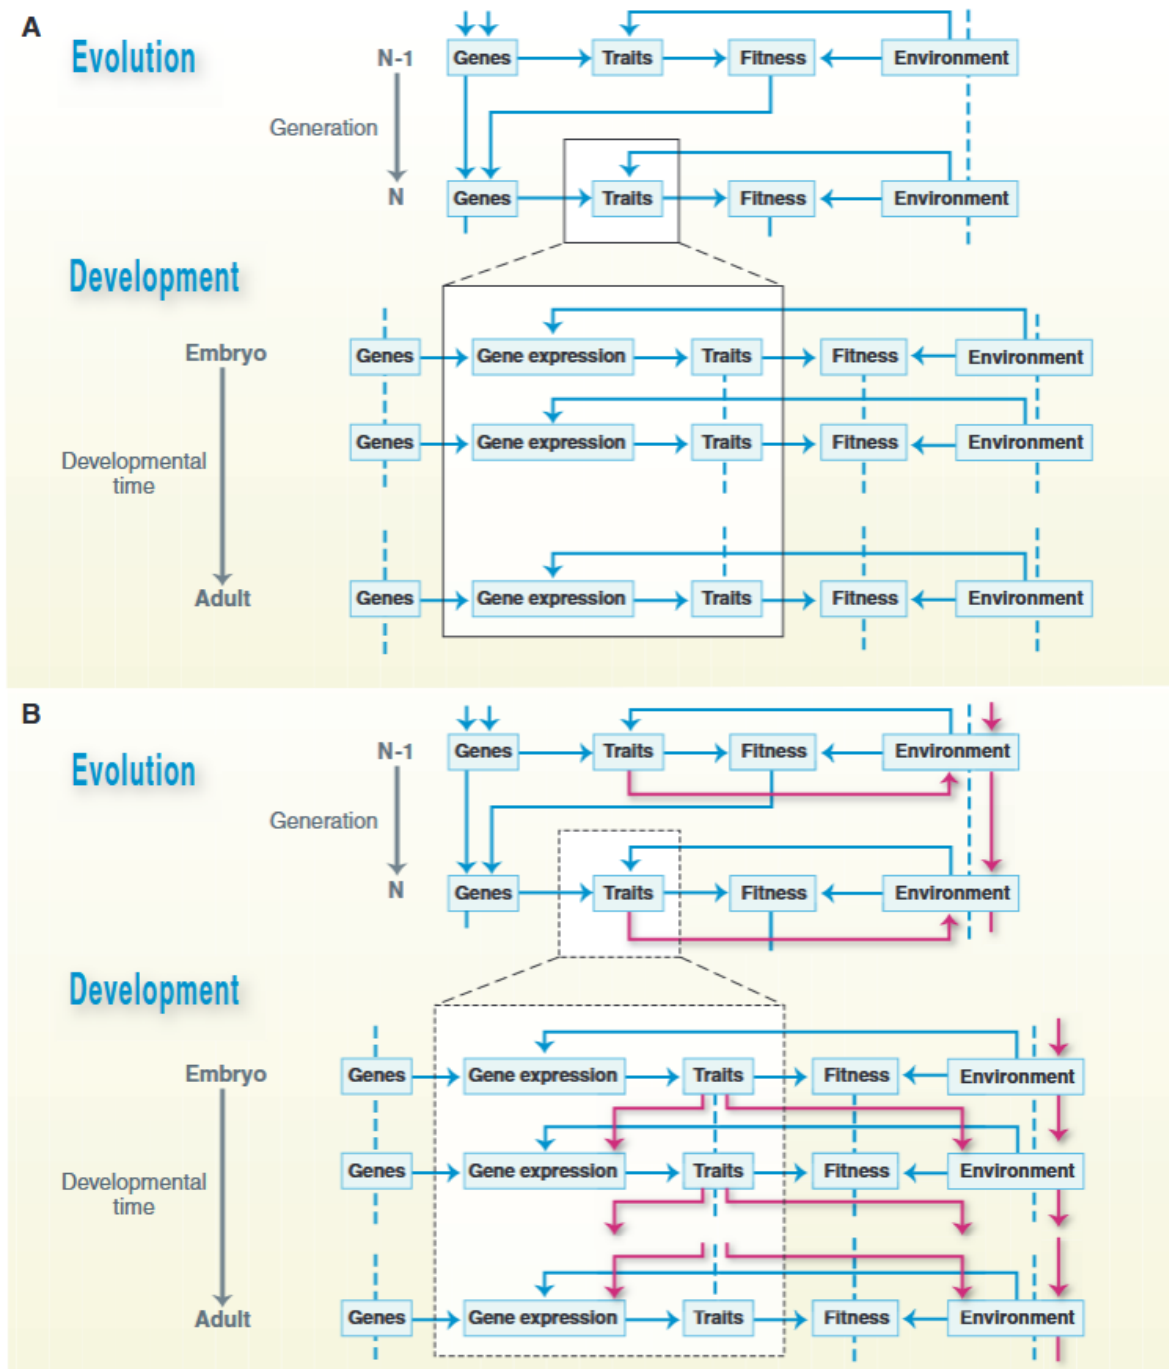 A
Evolution
N-1
Genes
Traits
Fitness
Environment
Generation
N
Genes
Traits
Fitness
Environment
Development
Embryo
Genes
Gene expression
Traits
Fitness
Environment
Genes
Gene expression
Traits
Fitness
Environment
Developmental
time
Adult
Genes
Gene expression
Traits
Fitness
Environment
B
Evolution
N-1
Genes
Traits
Fitness
Environment
Generation
N
Genes
Traits
Fitness
Environment
Development
Embryo
Genes
Gene expression
Traits
Fitness
Environment
Genes
Gene expression
Traits
Fitness
Environment
Developmental
time
Adult
Genes
Gene expression
Traits
Fitness
Environment